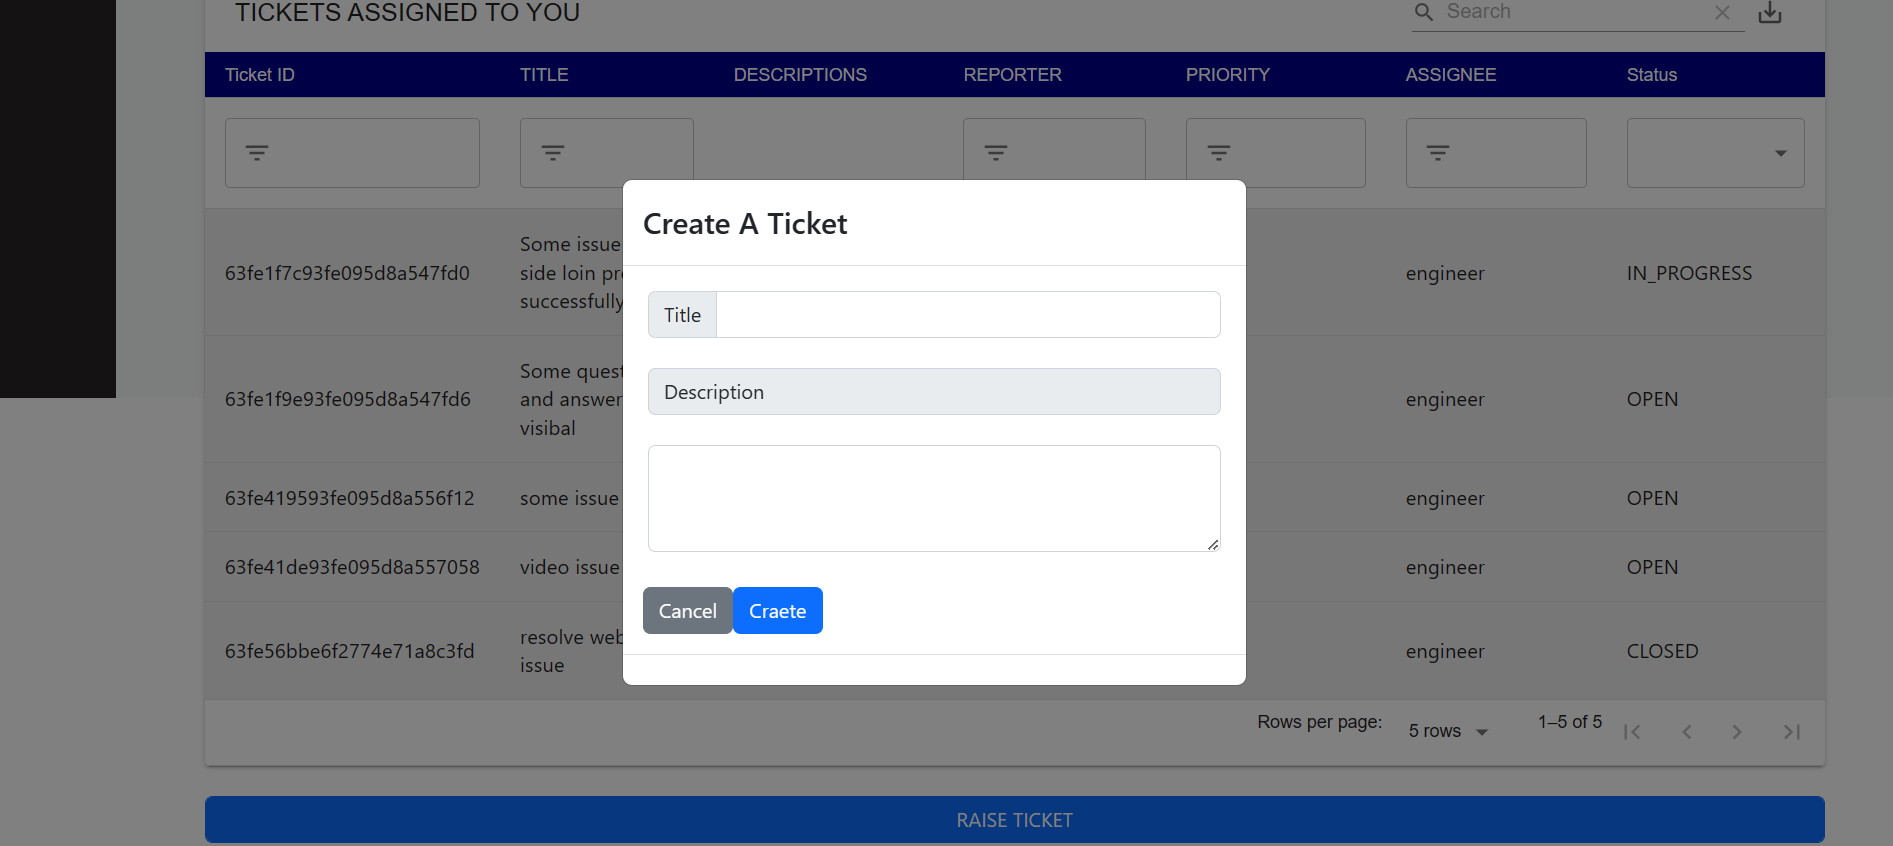 TICKETS ASSIGNED TO YOU
Search
Ticket ID TITLE DESCRIPTIONS REPORTER PRIORITY ASSIGNEE Status
Create A Ticket
Title
Description
Cancel Craete
63fe1f7c93fe095d8a547fd0
Some issue
side loin
successfully
engineer IN_PROGRESS
63fe1f9e93fe095d8a547fd6
Some
and answer
visibal
engineer OPEN
63fe419593fe095d8a556f12 some issue engineer OPEN
63fe41de93fe095d8a557058 video issue engineer OPEN
63fe56bbe6f2774e71a8c3fd
resolve
issue
engineer CLOSED
Rows per page: 5 rows 1–5 of 5
RAISE TICKET